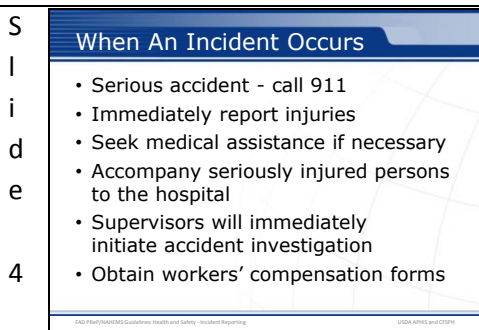 Slide 4
When An Incident Occurs
• Serious accident - call 911
• Immediately report injuries
• Seek medical assistance if necessary
• Accompany seriously injured persons
to the hospital
• Supervisors will immediately
initiate accident investigation
• Obtain workers’ compensation forms
FAD PReP/NAHEMS Guidelines: Health and Safety - Incident Reporting
USDA APHIS and CFSPH